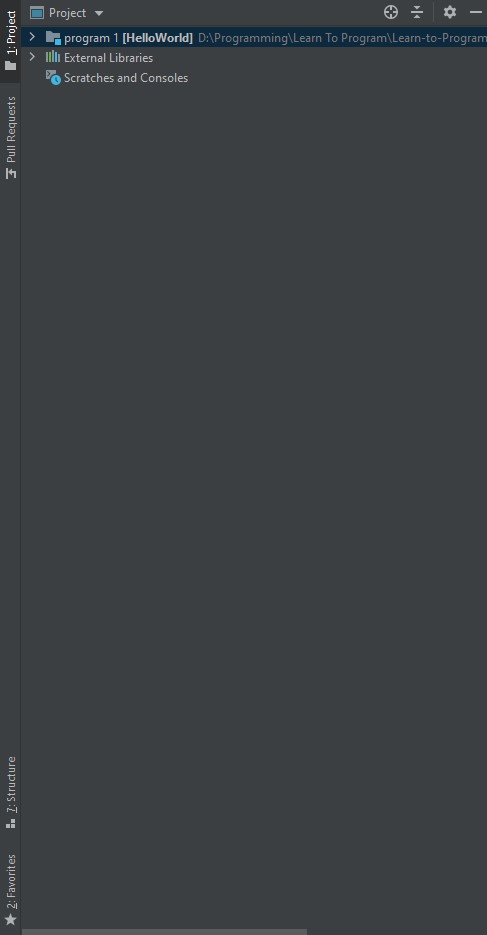 Project
program 1 [HelloWorld] D:\Programming\Learn To Program\Learn-to-Program
External Libraries
Scratches and Consoles
1: Project
Pull Requests
7: Structure
2: Favorites